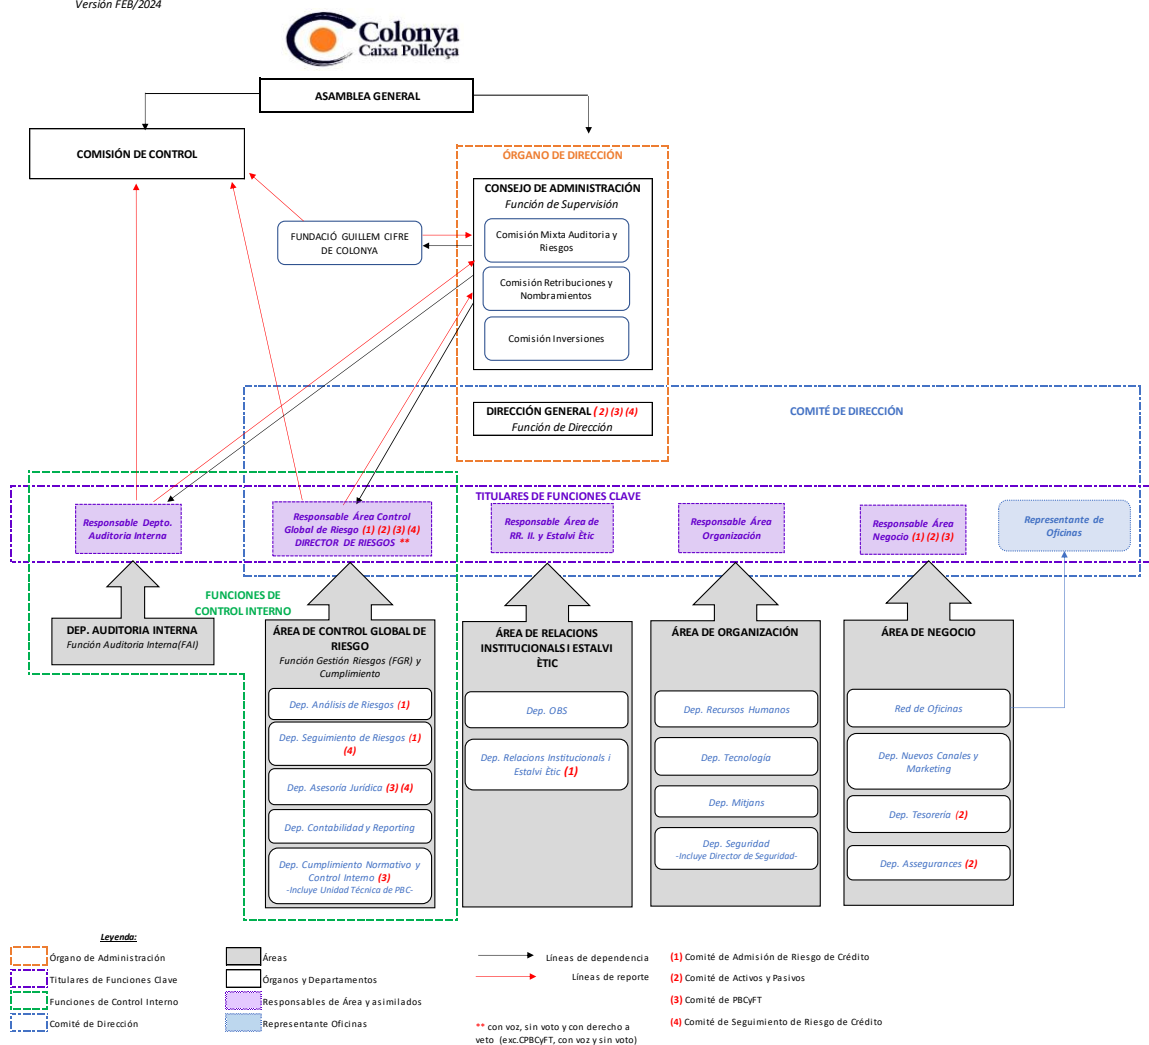 Versión FEB/2024
Colonya
Caixa Pollença
ASAMBLEA GENERAL
COMISIÓN DE CONTROL
ÓRGANO DE DIRECCIÓN
CONSEJO DE ADMINISTRACIÓN
Función de Supervisión
FUNDACIÓ GUILLEM CIFRE
DE COLONYA
Comisión Mixta Auditoria y
Riesgos
Comisión Retribuciones y
Nombramientos
Comisión Inversiones
DIRECCIÓN GENERAL (2) (3) (4)
Función de Dirección
COMITÉ DE DIRECCIÓN
TITULARES DE FUNCIONES CLAVE
Responsable Depto.
Auditoria Interna
Responsable Área Control
Global de Riesgo (1) (2) (3) (4)
DIRECTOR DE RIESGOS **
Responsable Área de
RR. II. y Estalvi Ètic
Responsable Área
Organización
Responsable Área
Negocio (1) (2) (3)
Representante de
Oficinas
FUNCIONES DE
CONTROL INTERNO
DEP. AUDITORIA INTERNA
Función Auditoria Interna(FAI)
ÁREA DE CONTROL GLOBAL DE
RIESGO
Función Gestión Riesgos (FGR) y
Cumplimiento
Dep. Análisis de Riesgos (1)
Dep. Seguimiento de Riesgos (1)
(4)
Dep. Asesoría Jurídica (3) (4)
Dep. Contabilidad y Reporting
Dep. Cumplimiento Normativo y
Control Interno (3)
-Incluye Unidad Técnica de PBC-
ÁREA DE RELACIONS
INSTITUCIONALS I ESTALVI
ÈTIC
Dep. OBS
Dep. Relacions Institucionals i
Estalvi Ètic (1)
ÁREA DE ORGANIZACIÓN
Dep. Recursos Humanos
Dep. Tecnología
Dep. Mitjans
Dep. Seguridad
-Incluye Director de Seguridad-
ÁREA DE NEGOCIO
Red de Oficinas
Dep. Nuevos Canales y
Marketing
Dep. Tesorería (2)
Dep. Assegurances (2)
Leyenda:
Órgano de Administración
Titulares de Funciones Clave
Funciones de Control Interno
Comité de Dirección
Áreas
Órganos y Departamentos
Responsables de Área y asimilados
Representante Oficinas
Líneas de dependencia
Líneas de reporte
** con voz, sin voto y con derecho a
veto (exc.CPBCyFT, con voz y sin voto)
(1) Comité de Admisión de Riesgo de Crédito
(2) Comité de Activos y Pasivos
(3) Comité de PBCyFT
(4) Comité de Seguimiento de Riesgo de Crédito